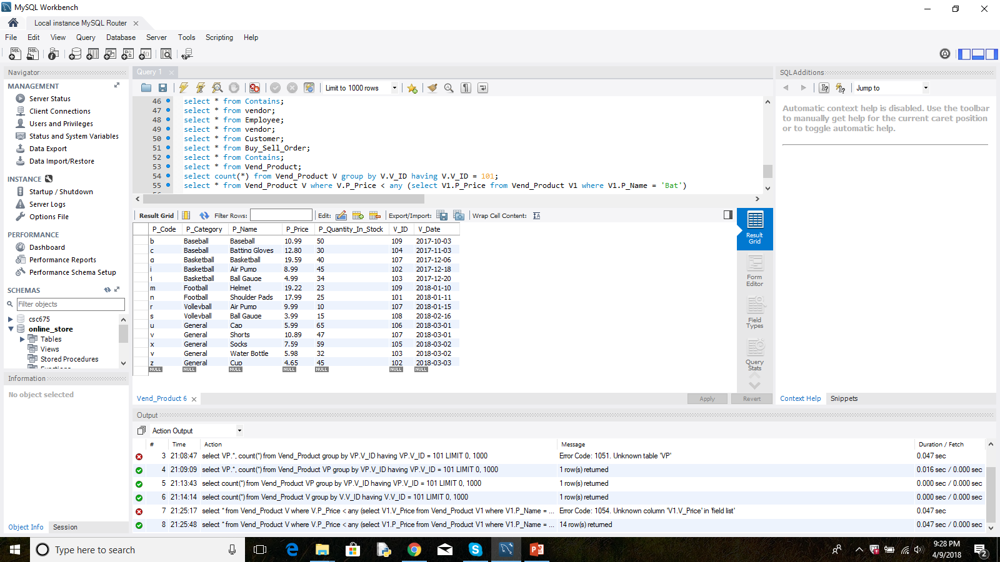 MySQL Workbench
Local instance MySQL Router
File Edit View Query Database Server Tools Scripting Help
Navigator
MANAGEMENT
Server Status
Client Connections
Users and Privileges
Status and System Variables
Data Export
Data Import/Restore
INSTANCE
Startup / Shutdown
Server Logs
Options File
PERFORMANCE
Dashboard
Performance Reports
Performance Schema Setup
SCHEMAS
Filter objects
csc675
online_store
Tables
Views
Stored Procedures
Information
No object selected
Object Info Session
Query 1
Limit to 1000 rows
46 select * from Contains;
47 select * from vendor;
48 select * from Employee;
49 select * from vendor;
50 select * from Customer;
51 select * from Buy_Sell_Order;
52 select * from Contains;
53 select * from Vend_Product;
54 select count(*) from Vend_Product V group by V.V_ID having V.V_ID = 101;
55 select * from Vend_Product V where V.P_Price < any (select V1.P_Price from Vend_Product V1 where V1.P_Name = 'Bat')
Result Grid Filter Rows: Edit: Export/Import: Wrap Cell Content:
P_Code P_Category P_Name P_Price P_Quantity_In_Stock V_ID V_Date
b Baseball Baseball 10.99 50 109 2017-10-03
c Baseball Batting Gloves 12.80 30 104 2017-11-03
Basketball Basketball 19.59 40 107 2017-12-06
i Basketball Air Pump 8.99 45 102 2017-12-18
Basketball Ball Gauge 4.99 34 103 2017-12-20
m Football Helmet 19.22 23 109 2018-01-10
n Football Shoulder Pads 17.99 25 101 2018-01-11
r Volleyball Air Pump 9.99 10 107 2018-01-15
s Volleyball Ball Gauge 3.99 15 108 2018-02-16
u General Cap 5.99 65 106 2018-03-01
v General Shorts 10.89 47 107 2018-03-01
x General Socks 7.59 59 105 2018-03-02
General Water Bottle 5.98 32 103 2018-03-02
z General Cup 4.65 45 102 2018-03-03
NULL NULL NULL NULL NULL NULL NULL
Result Grid
Form Editor
Field Types
Query Stats
Vend_Product 6
Apply Revert
SQLAdditions
Jump to
Automatic context help is disabled. Use the toolbar
to manually get help for the current caret position
or to toggle automatic help.
Context Help Snippets
Output
Action Output
# Time Action Message Duration / Fetch
3 21:08:47 select VP.*, count(*) from Vend_Product group by VP.V_ID having VP.V_ID = 101 LIMIT 0, 1000 Error Code: 1051. Unknown table 'VP' 0.047 sec
4 21:09:09 select VP.*, count(*) from Vend_Product VP group by VP.V_ID having VP.V_ID = 101 LIMIT 0, 1000 1 row(s) returned 0.016 sec / 0.000 sec
5 21:13:43 select count(*) from Vend_Product VP group by VP.V_ID having VP.V_ID = 101 LIMIT 0, 1000 1 row(s) returned 0.000 sec / 0.000 sec
6 21:14:14 select count(*) from Vend_Product V group by V.V_ID having V.V_ID = 101 LIMIT 0, 1000 1 row(s) returned 0.000 sec / 0.000 sec
7 21:25:17 select * from Vend_Product V where V.P_Price < any (select V1.V_Price from Vend_Product V1 where V1.P_Name = ... Error Code: 1054. Unknown column 'V1.V_Price' in 'field list' 0.047 sec
8 21:25:48 select * from Vend_Product V where V.P_Price < any (select V1.P_Price from Vend_Product V1 where V1.P_Name = ... 14 row(s) returned 0.047 sec / 0.000 sec
Type here to search
9:28 PM
4/9/2018
2